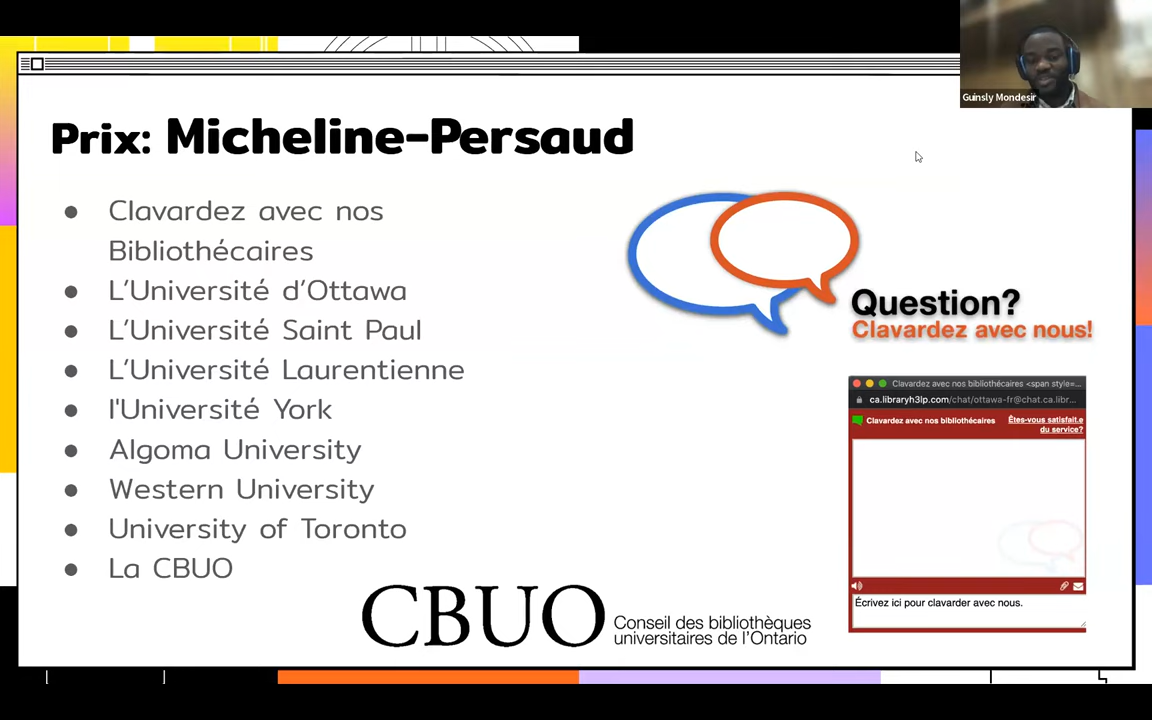 Guinsly Mondesir
Prix: Micheline-Persaud
Clavardez avec nos
Bibliothécaires
L'Université d'Ottawa
L'Université Saint Paul
L'Université Laurentienne
l'Université York
Algoma University
Western University
University of Toronto
La CBUO
Question?
Clavardez avec nous!
Clavardez avec nos bibliothécaires <span style=...
ca.libraryh3lp.com/chat/ottawa-fr@chat.ca.libr...
Clavardez avec nos bibliothécaires
Êtes-vous satisfait.e
du service?
Écrivez ici pour clavarder avec nous.
CBUO
Conseil des bibliothèques
universitaires de l'Ontario